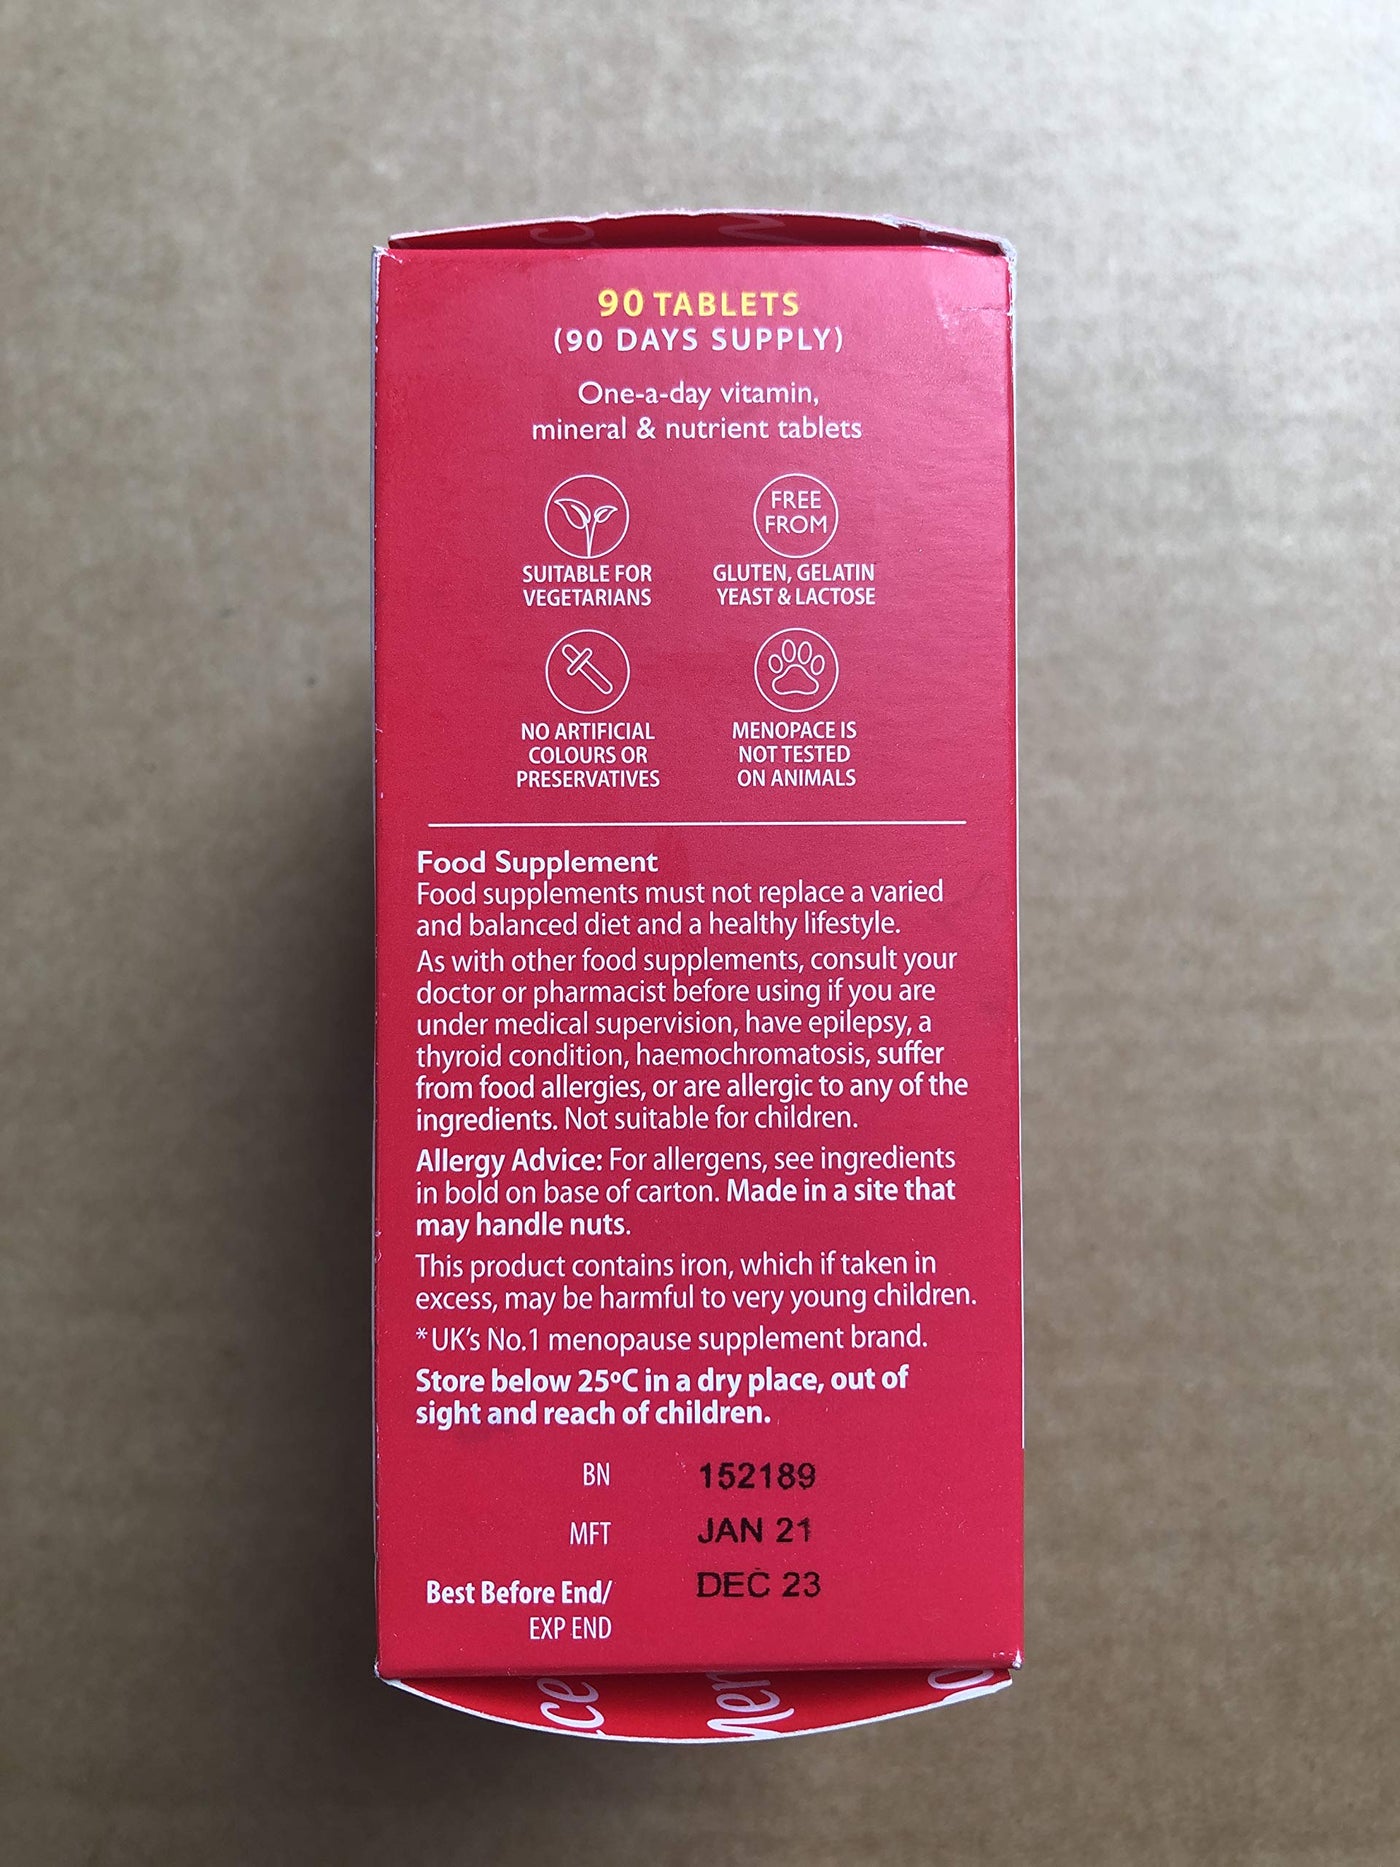 90 TABLETS
(90 DAYS SUPPLY)
One-a-day vitamin,
mineral & nutrient tablets
SUITABLE FOR
VEGETARIANS
FREE
FROM
GLUTEN, GELATIN
YEAST & LACTOSE
NO ARTIFICIAL
COLOURS OR
PRESERVATIVES
MENOPACE IS
NOT TESTED
ON ANIMALS
Food Supplement
Food supplements must not replace a varied
and balanced diet and a healthy lifestyle.
As with other food supplements, consult your
doctor or pharmacist before using if you are
under medical supervision, have epilepsy, a
thyroid condition, haemochromatosis, suffer
from food allergies, or are allergic to any of the
ingredients. Not suitable for children.
Allergy Advice: For allergens, see ingredients
in bold on base of carton. Made in a site that
may handle nuts.
This product contains iron, which if taken in
excess, may be harmful to very young children.
*UK's No.1 menopause supplement brand.
Store below 25ºC in a dry place, out of
sight and reach of children.
BN 152189
MFT JAN 21
Best Before End/ DEC 23
EXP END